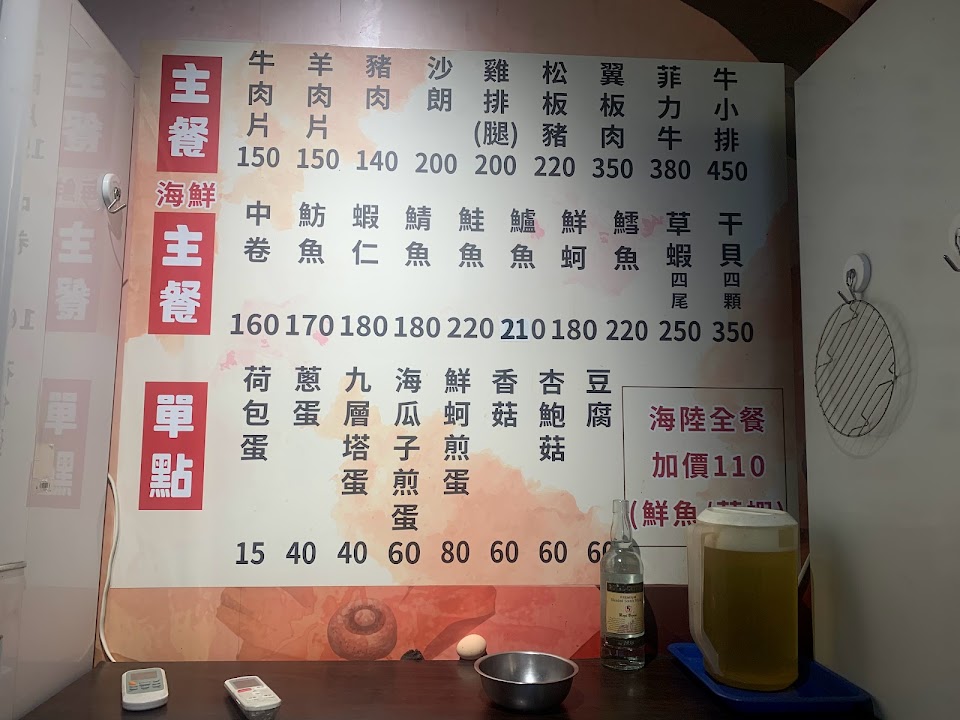 主餐
牛肉片 150
羊肉片 150
豬肉 140
沙朗 200
雞排(腿) 200
松板豬 220
翼板肉 350
菲力牛 380
牛小排 450
海鮮
主餐
中卷 160
魴魚 170
蝦仁 180
鯖魚 180
鮭魚 220
鱸魚 210
鮮蚵 180
鱈魚 220
草蝦四尾 250
干貝四顆 350
單點
荷包蛋 15
蔥蛋 40
九層塔蛋 40
海瓜子煎蛋 60
鮮蚵煎蛋 80
香菇 60
杏鮑菇 60
豆腐
海陸全餐
加價110
(鮮魚/草蝦)